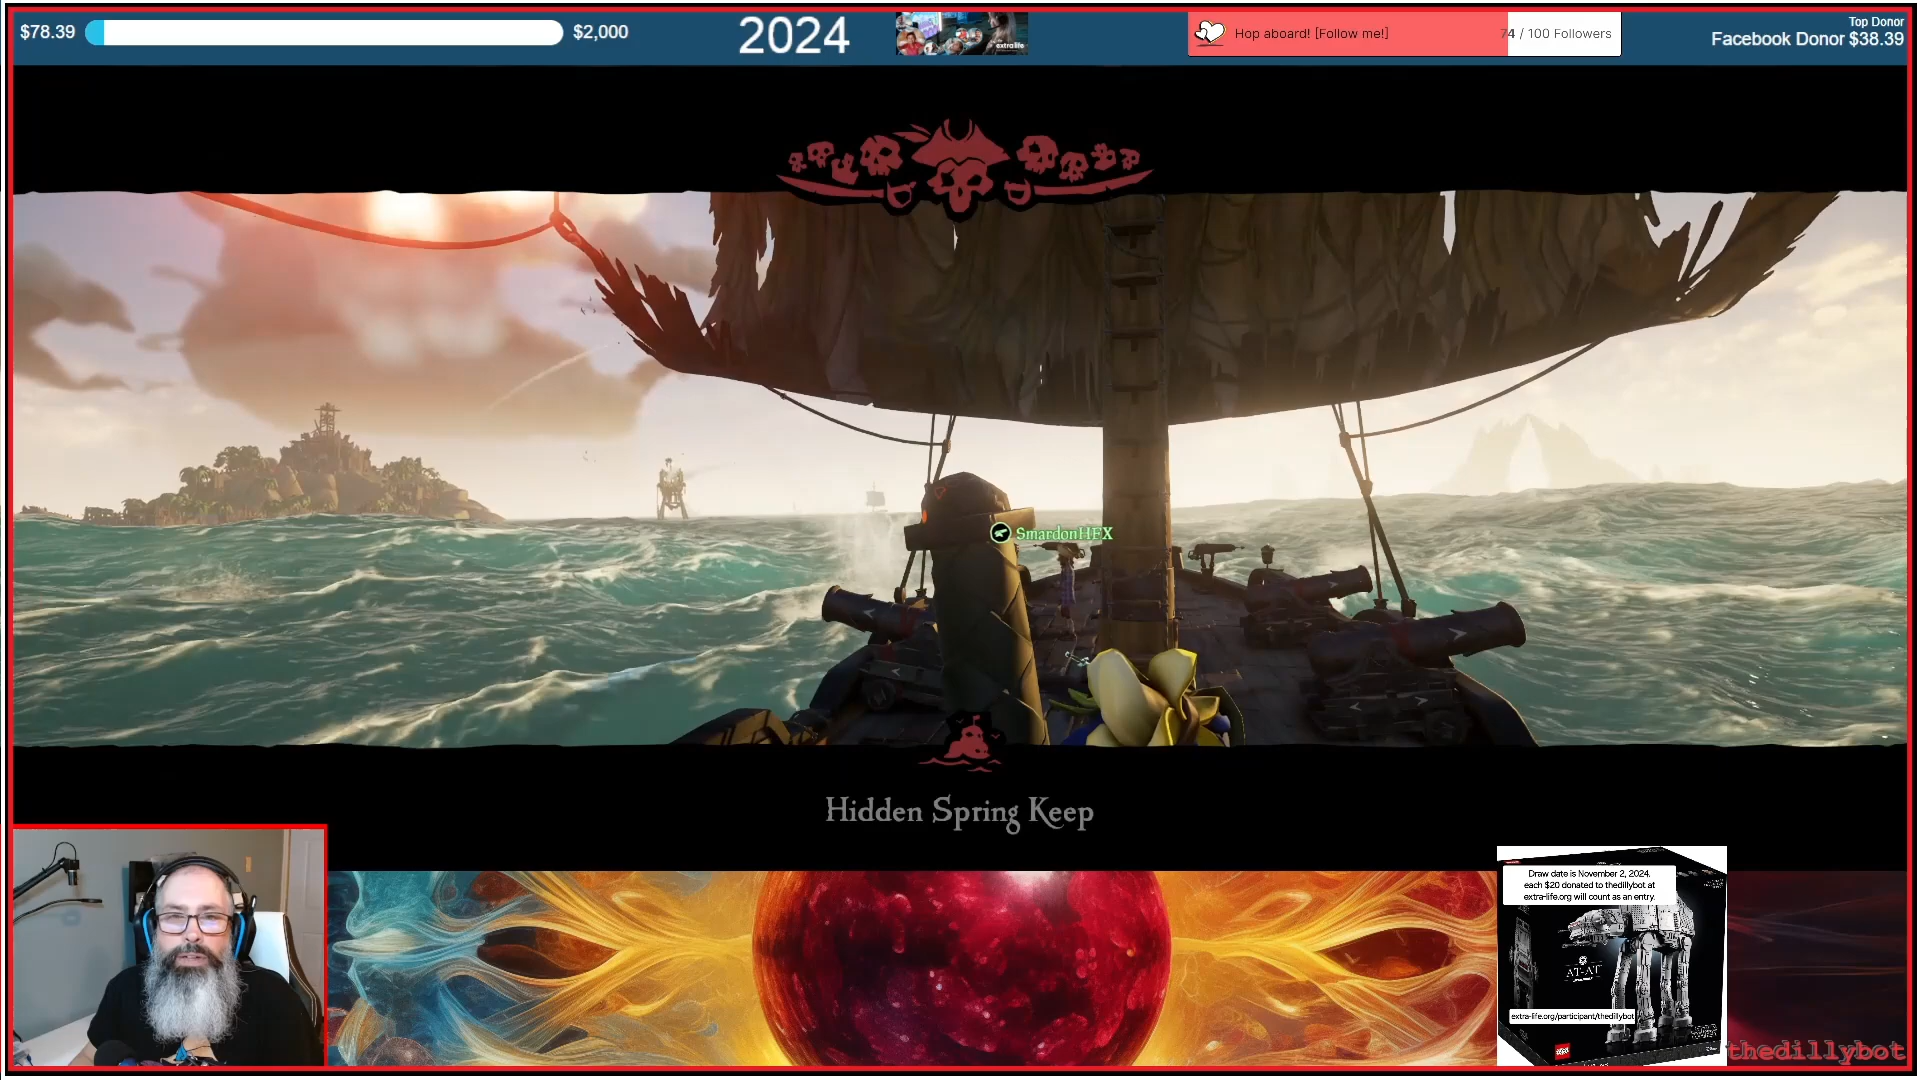 $78.39
$2,000
2024
extralife
Hop aboard! [Follow me!]
74 / 100 Followers
Top Donor
Facebook Donor $38.39
SmardonHFX
Hidden Spring Keep
Draw date is November 2, 2024.
each $20 donated to thedillybot at
extra-life.org will count as an entry.
AT-AT
extra-life.org/participant/thedillybot
thedillybot